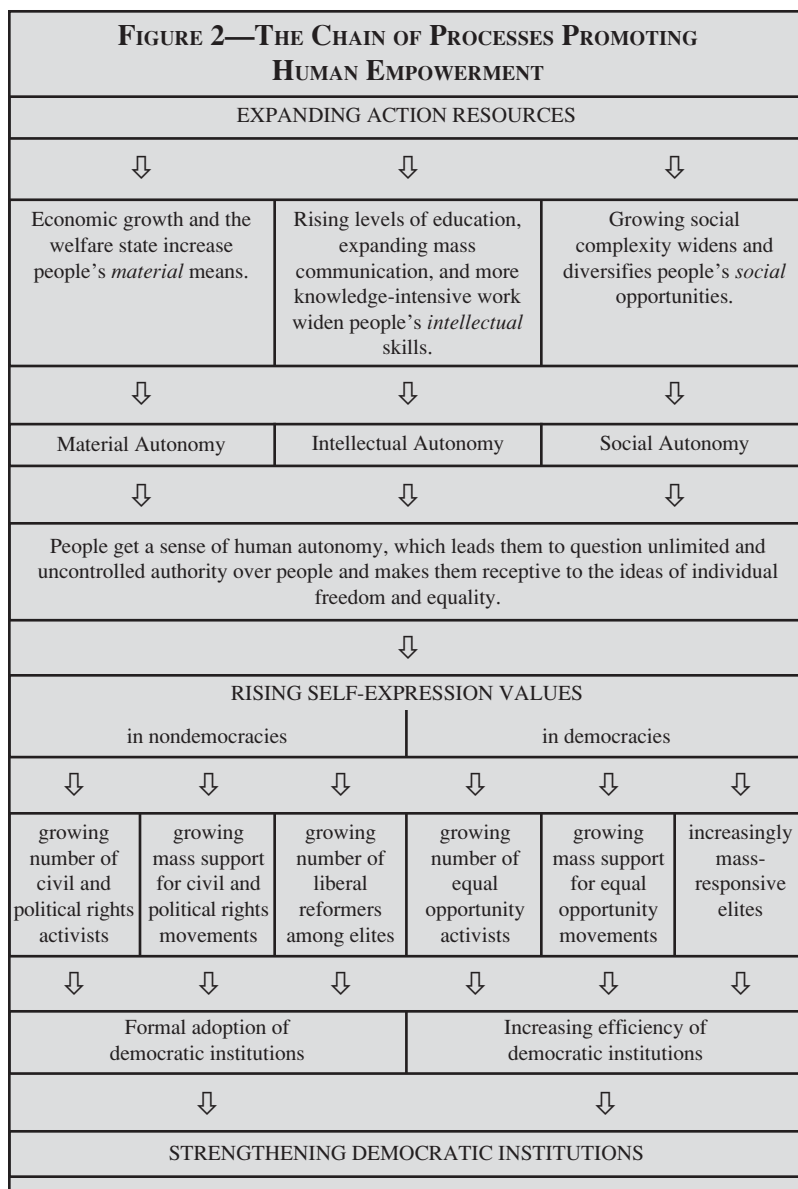 FIGURE 2—THE CHAIN OF PROCESSES PROMOTING
HUMAN EMPOWERMENT
EXPANDING ACTION RESOURCES
Economic growth and the
welfare state increase
people's material means.
Rising levels of education,
expanding mass
communication, and more
knowledge-intensive work
widen people's intellectual
skills.
Growing social
complexity widens and
diversifies people's social
opportunities.
Material Autonomy
Intellectual Autonomy
Social Autonomy
People get a sense of human autonomy, which leads them to question unlimited and
uncontrolled authority over people and makes them receptive to the ideas of individual
freedom and equality.
RISING SELF-EXPRESSION VALUES
in nondemocracies
in democracies
growing
number of
civil and
political rights
activists
growing
mass support
for civil and
political rights
movements
growing
number of
liberal
reformers
among elites
growing
number of
equal
opportunity
activists
growing
mass support
for equal
opportunity
movements
increasingly
mass-
responsive
elites
Formal adoption of
democratic institutions
Increasing efficiency of
democratic institutions
STRENGTHENING DEMOCRATIC INSTITUTIONS